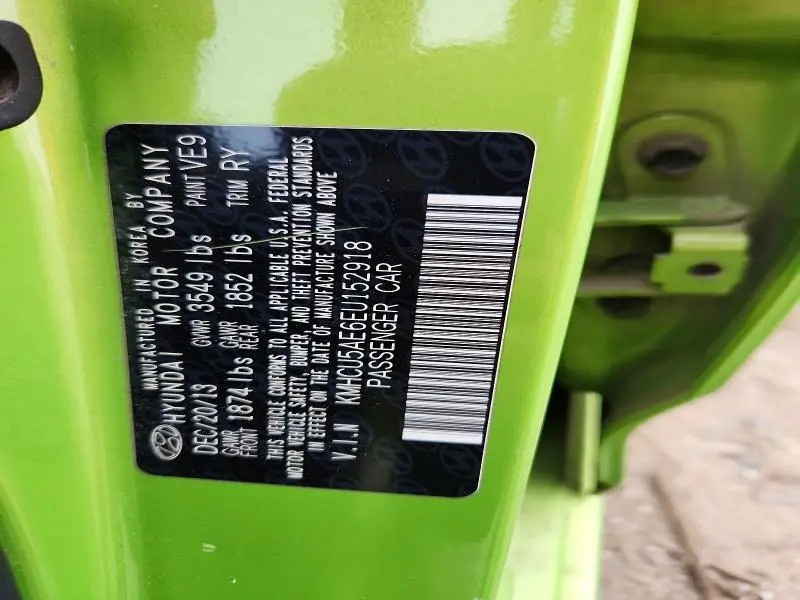 MANUFACTURED IN KOREA BY
HYUNDAI MOTOR COMPANY
DEC/20/13 GVWR 3549 lbs PAINT VE9
GAWR FRONT 1874 lbs GAWR REAR 1852 lbs TRIM RY
THIS VEHICLE CONFORMS TO ALL APPLICABLE U.S.A. FEDERAL
MOTOR VEHICLE SAFETY, BUMPER, AND THEFT PREVENTION STANDARDS
IN EFFECT ON THE DATE OF MANUFACTURE SHOWN ABOVE
V.I.N KMHCU5AE6EU152918
PASSENGER CAR